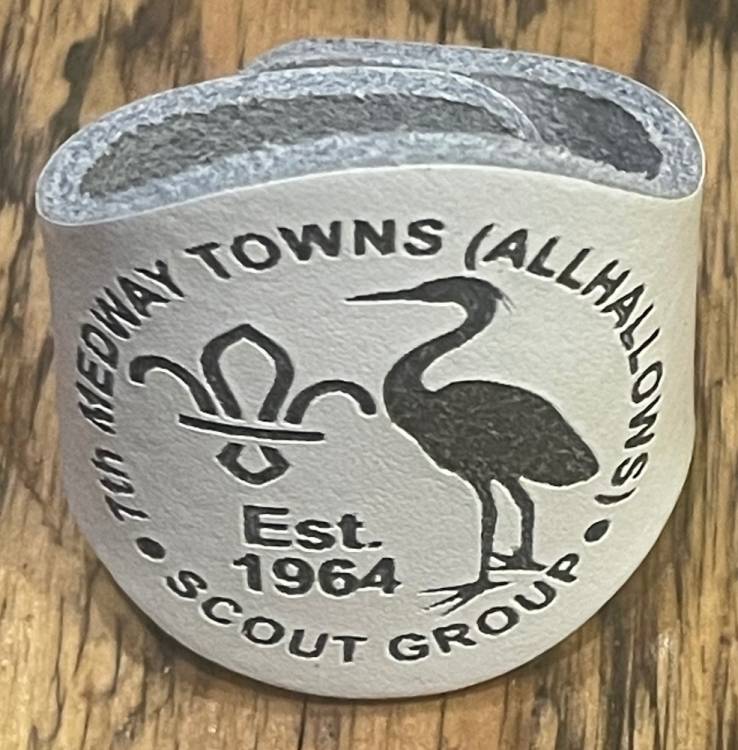 7th MEDWAY TOWNS (ALLHALLOWS)
Est.
1964
• SCOUT GROUP •